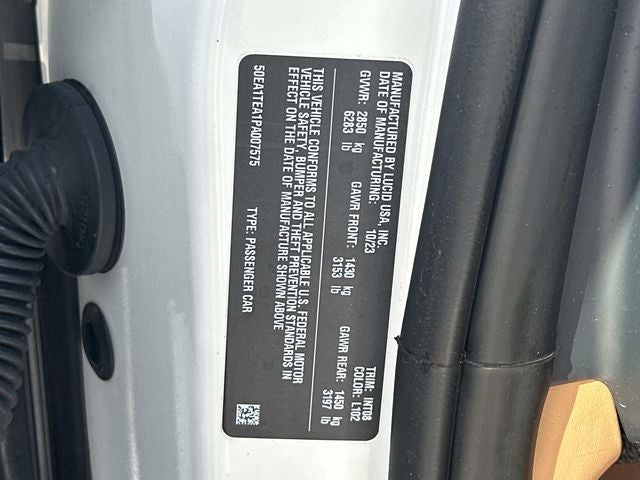 MANUFACTURED BY LUCID USA, INC.
DATE OF MANUFACTURING: 10/23
TRIM: INT08
COLOR: L102
GVWR: 2850 kg
6283 lb
GAWR FRONT: 1430 kg
3153 lb
GAWR REAR: 1450 kg
3197 lb
THIS VEHICLE CONFORMS TO ALL APPLICABLE U.S. FEDERAL MOTOR
VEHICLE SAFETY, BUMPER AND THEFT PREVENTION STANDARDS IN
EFFECT ON THE DATE OF MANUFACTURE SHOWN ABOVE
50EA1TEA1PA007575 TYPE: PASSENGER CAR